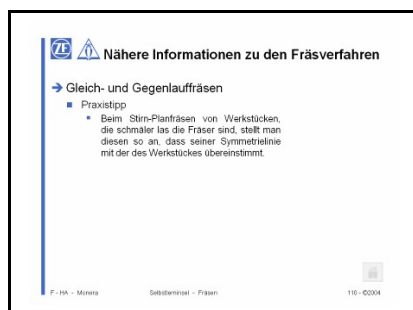 ZF
Nähere Informationen zu den Fräsverfahren
Gleich- und Gegenlauffräsen
Praxistipp
Beim Stirn-Planfräsen von Werkstücken,
die schmäler las die Fräser sind, stellt man
diesen so an, dass seiner Symmetrielinie
mit der des Werkstückes übereinstimmt.
F - HA - Moreira Selbstlerninsel - Fräsen 110 - ©2004